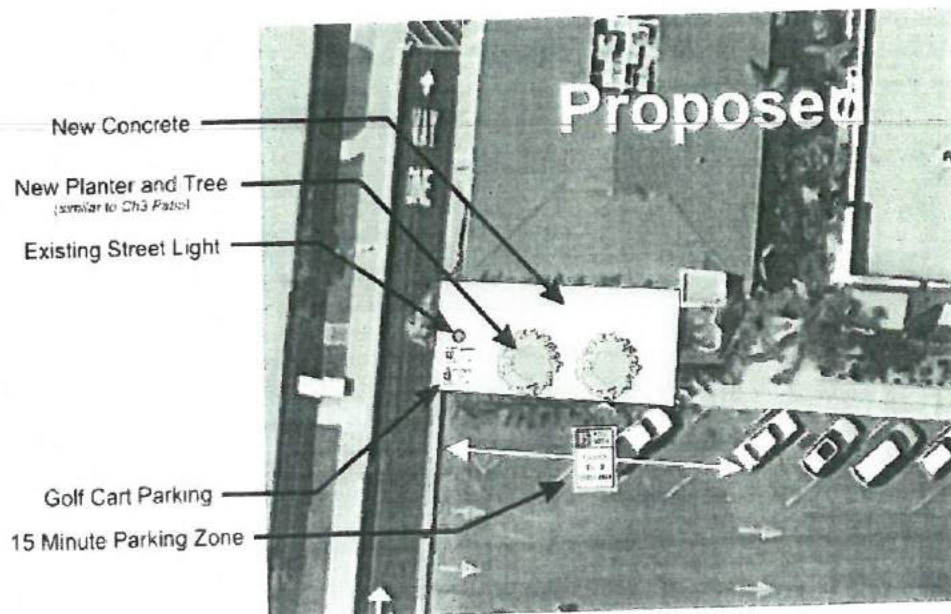 Proposed
New Concrete
New Planter and Tree
(similar to Ch3 Patio)
Existing Street Light
Golf Cart Parking
15 Minute Parking Zone